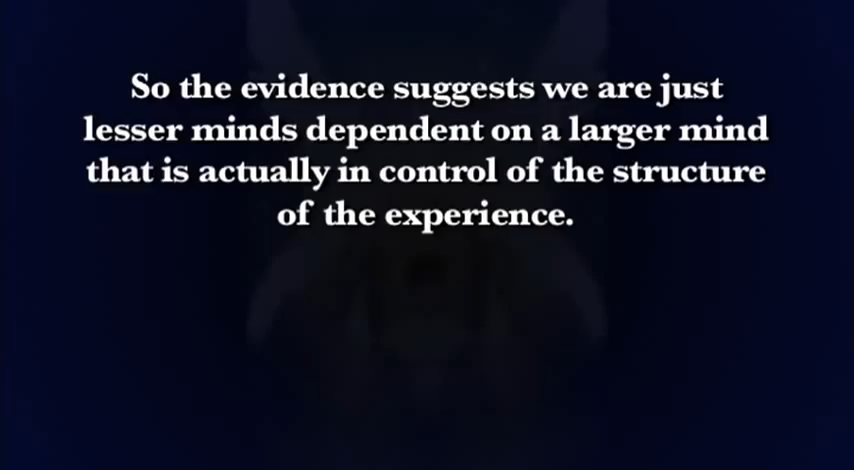 So the evidence suggests we are just
lesser minds dependent on a larger mind
that is actually in control of the structure
of the experience.